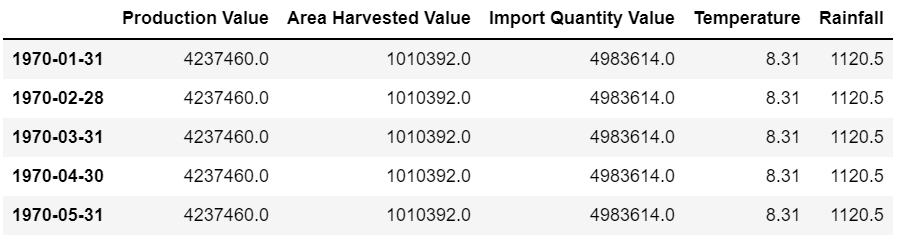 Production Value Area Harvested Value Import Quantity Value Temperature Rainfall
1970-01-31 4237460.0 1010392.0 4983614.0 8.31 1120.5
1970-02-28 4237460.0 1010392.0 4983614.0 8.31 1120.5
1970-03-31 4237460.0 1010392.0 4983614.0 8.31 1120.5
1970-04-30 4237460.0 1010392.0 4983614.0 8.31 1120.5
1970-05-31 4237460.0 1010392.0 4983614.0 8.31 1120.5